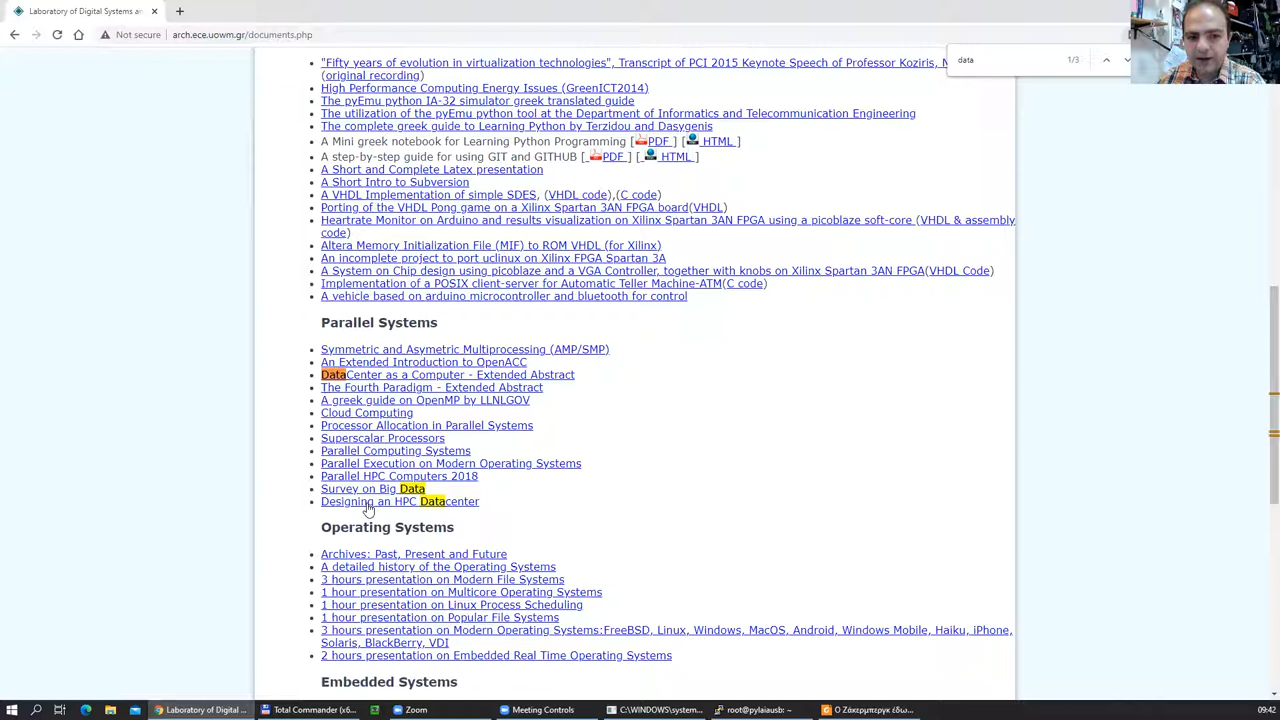 Laboratory of Digital Systems an
Not secure
arch.ece.uowm.gr/documents.php
data
1/3
"Fifty years of evolution in virtualization technologies", Transcript of PCI 2015 Keynote Speech of Professor Koziris, N
(original recording)
High Performance Computing Energy Issues (GreenICT2014)
The pyEmu python IA-32 simulator greek translated guide
The utilization of the pyEmu python tool at the Department of Informatics and Telecommunication Engineering
The complete greek guide to Learning Python by Terzidou and Dasygenis
A Mini greek notebook for Learning Python Programming [ PDF ] [ HTML ]
A step-by-step guide for using GIT and GITHUB [ PDF ] [ HTML ]
A Short and Complete Latex presentation
A Short Intro to Subversion
A VHDL Implementation of simple SDES, (VHDL code),(C code)
Porting of the VHDL Pong game on a Xilinx Spartan 3AN FPGA board(VHDL)
Heartrate Monitor on Arduino and results visualization on Xilinx Spartan 3AN FPGA using a picoblaze soft-core (VHDL & assembly
code)
Altera Memory Initialization File (MIF) to ROM VHDL (for Xilinx)
An incomplete project to port uclinux on Xilinx FPGA Spartan 3A
A System on Chip design using picoblaze and a VGA Controller, together with knobs on Xilinx Spartan 3AN FPGA(VHDL Code)
Implementation of a POSIX client-server for Automatic Teller Machine-ATM(C code)
A vehicle based on arduino microcontroller and bluetooth for control
Parallel Systems
Symmetric and Asymetric Multiprocessing (AMP/SMP)
An Extended Introduction to OpenACC
DataCenter as a Computer - Extended Abstract
The Fourth Paradigm - Extended Abstract
A greek guide on OpenMP by LLNLGOV
Cloud Computing
Processor Allocation in Parallel Systems
Superscalar Processors
Parallel Computing Systems
Parallel Execution on Modern Operating Systems
Parallel HPC Computers 2018
Survey on Big Data
Designing an HPC Datacenter
Operating Systems
Archives: Past, Present and Future
A detailed history of the Operating Systems
3 hours presentation on Modern File Systems
1 hour presentation on Multicore Operating Systems
1 hour presentation on Linux Process Scheduling
1 hour presentation on Popular File Systems
3 hours presentation on Modern Operating Systems:FreeBSD, Linux, Windows, MacOS, Android, Windows Mobile, Haiku, iPhone,
Solaris, BlackBerry, VDI
2 hours presentation on Embedded Real Time Operating Systems
Embedded Systems
Laboratory of Digital
Total Commander (x6...
Zoom
Meeting Controls
C:\WINDOWS\system...
root@pylaiausb: ~
Ο Ζάκερμπεργκ έδω...
09:42